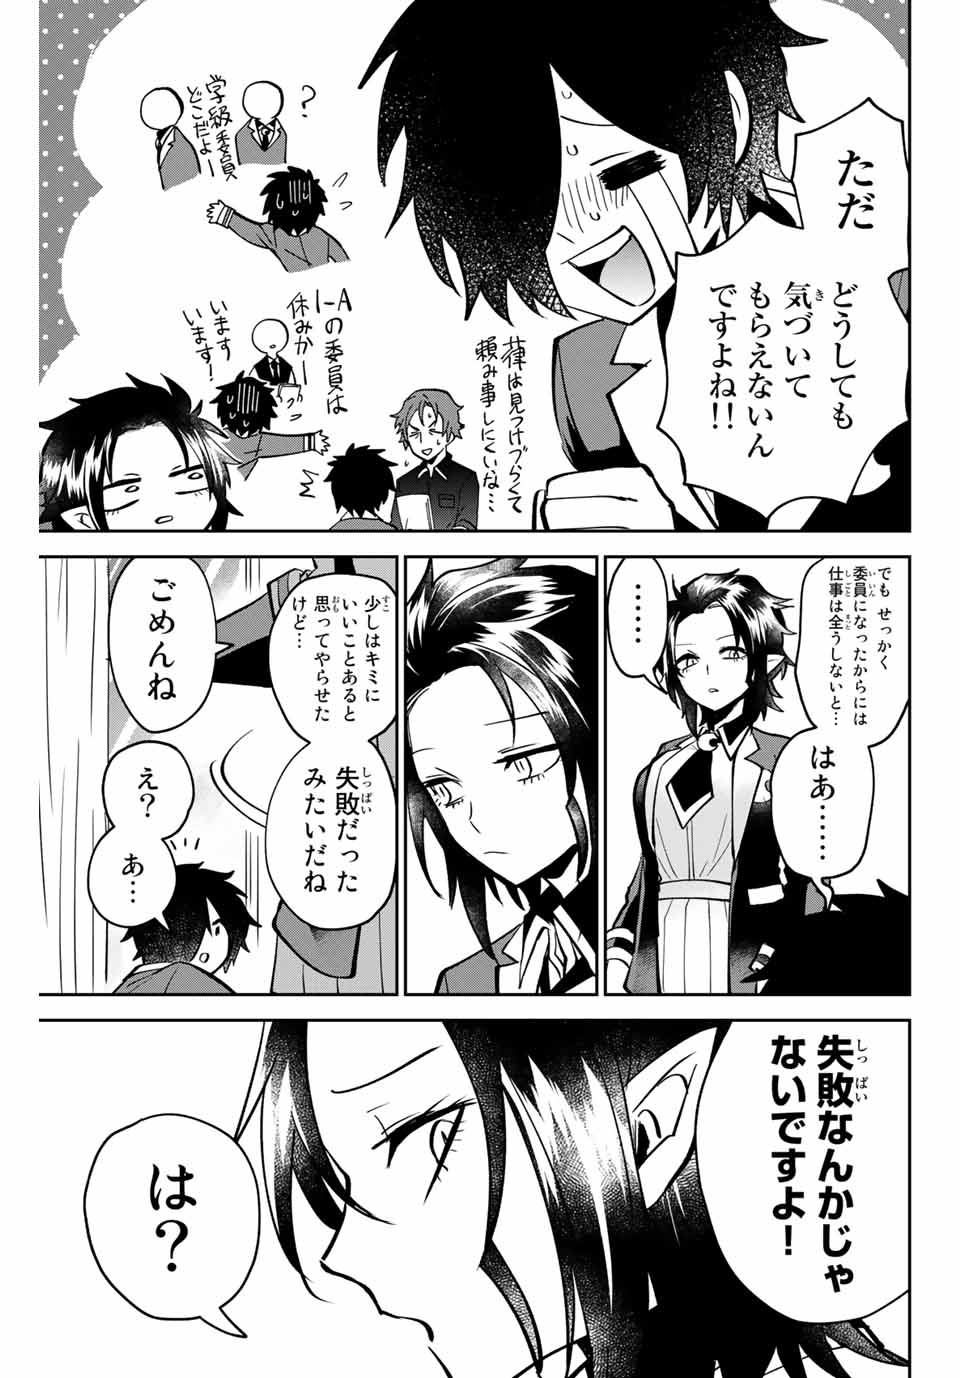 ただ
どうしても
気づいて
もらえないん
ですよね!!
学級委員
どこだよー
?
1-Aの委員は
休みかー
います
います!
葎は見つけづらくて
頼み事しにくいな…
でも せっかく
委員になったからには
仕事は全うしないと…
はあ……
……
少しはキミに
いいことあると
思ってやらせた
けど…
失敗だった
みたいだね
ごめんね
え?
あ…
失敗なんかじゃ
ないですよ!
は?